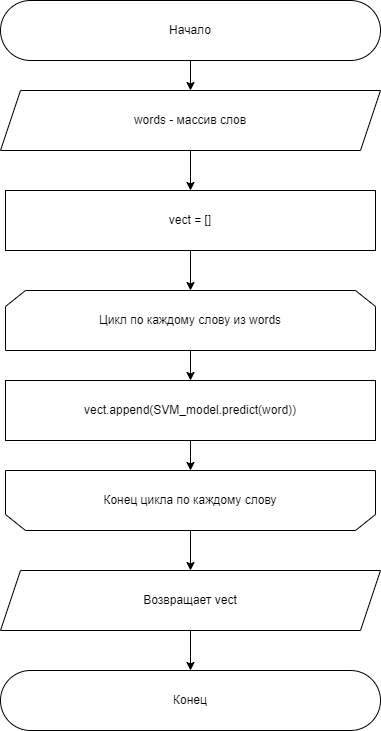 Начало
words - массив слов
vect = []
Цикл по каждому слову из words
vect.append(SVM_model.predict(word))
Конец цикла по каждому слову
Возвращает vect
Конец